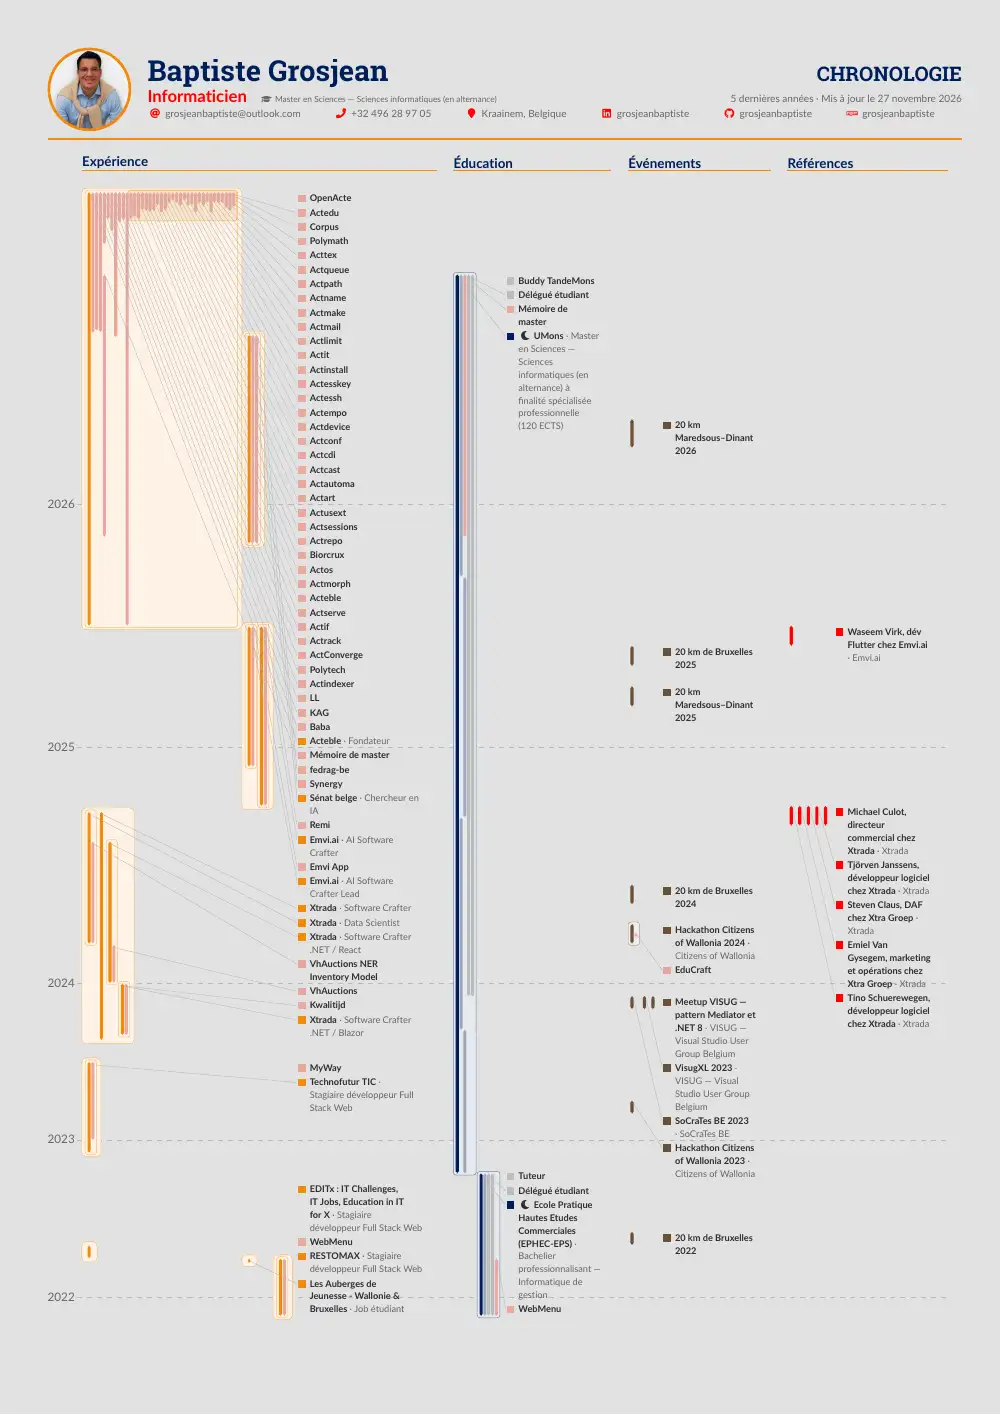 Baptiste Grosjean
CHRONOLOGIE
Informaticien
Master en Sciences — Sciences informatiques (en alternance)
5 dernières années · Mis à jour le 27 novembre 2026
grosjeanbaptiste@outlook.com
+32 496 28 97 05
Kraainem, Belgique
grosjeanbaptiste
grosjeanbaptiste
grosjeanbaptiste
Expérience
Éducation
Événements
Références
2026
2025
2024
2023
2022
OpenActe
Actedu
Corpus
Polymath
Acttex
Actqueue
Actpath
Actname
Actmake
Actmail
Actlimit
Actit
Actinstall
Actesskey
Actessh
Actempo
Actdevice
Actconf
Actcdi
Actcast
Actautoma
Actart
Actusext
Actsessions
Actrepo
Biorcrux
Actos
Actmorph
Acteble
Actserve
Actif
Actrack
ActConverge
Polytech
Actindexer
LL
KAG
Baba
Acteble · Fondateur
Mémoire de master
fedrag-be
Synergy
Sénat belge · Chercheur en
IA
Remi
Emvi.ai · AI Software
Crafter
Emvi App
Emvi.ai · AI Software
Crafter Lead
Xtrada · Software Crafter
Xtrada · Data Scientist
Xtrada · Software Crafter
.NET / React
VhAuctions NER
Inventory Model
VhAuctions
Kwalitijd
Xtrada · Software Crafter
.NET / Blazor
MyWay
Technofutur TIC ·
Stagiaire développeur Full
Stack Web
EDITx : IT Challenges,
IT Jobs, Education in IT
for X · Stagiaire
développeur Full Stack Web
WebMenu
RESTOMAX · Stagiaire
développeur Full Stack Web
Les Auberges de
Jeunesse - Wallonie &
Bruxelles · Job étudiant
Buddy TandeMons
Délégué étudiant
Mémoire de
master
UMons · Master
en Sciences —
Sciences
informatiques (en
alternance) à
finalité spécialisée
professionnelle
(120 ECTS)
Tuteur
Délégué étudiant
Ecole Pratique
Hautes Etudes
Commerciales
(EPHEC-EPS) ·
Bachelier
professionnalisant —
Informatique de
gestion
WebMenu
20 km
Maredsous–Dinant
2026
20 km de Bruxelles
2025
20 km
Maredsous–Dinant
2025
20 km de Bruxelles
2024
Hackathon Citizens
of Wallonia 2024 ·
Citizens of Wallonia
EduCraft
Meetup VISUG —
pattern Mediator et
.NET 8 · VISUG —
Visual Studio User
Group Belgium
VisugXL 2023 ·
VISUG — Visual
Studio User Group
Belgium
SoCraTes BE 2023
· SoCraTes BE
Hackathon Citizens
of Wallonia 2023 ·
Citizens of Wallonia
20 km de Bruxelles
2022
Waseem Virk, dév
Flutter chez Emvi.ai
· Emvi.ai
Michael Culot,
directeur
commercial chez
Xtrada · Xtrada
Tjörven Janssens,
développeur logiciel
chez Xtrada · Xtrada
Steven Claus, DAF
chez Xtra Groep ·
Xtrada
Emiel Van
Gysegem, marketing
et opérations chez
Xtra Groep · Xtrada
Tino Schuerewegen,
développeur logiciel
chez Xtrada · Xtrada